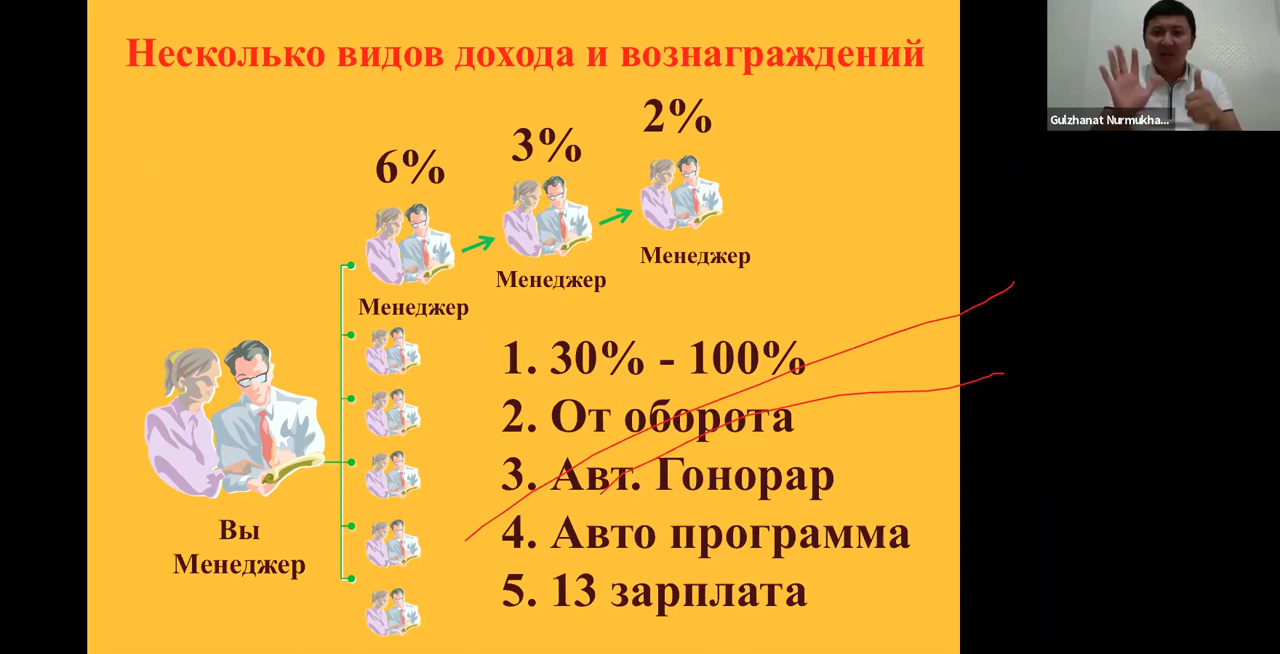 Несколько видов дохода и вознаграждений
Gulzhanat Nurmukha...
2%
3%
6%
Менеджер
Менеджер
Менеджер
1. 30% - 100%
2. От оборота
3. Авт. Гонорар
4. Авто программа
5. 13 зарплата
Вы
Менеджер